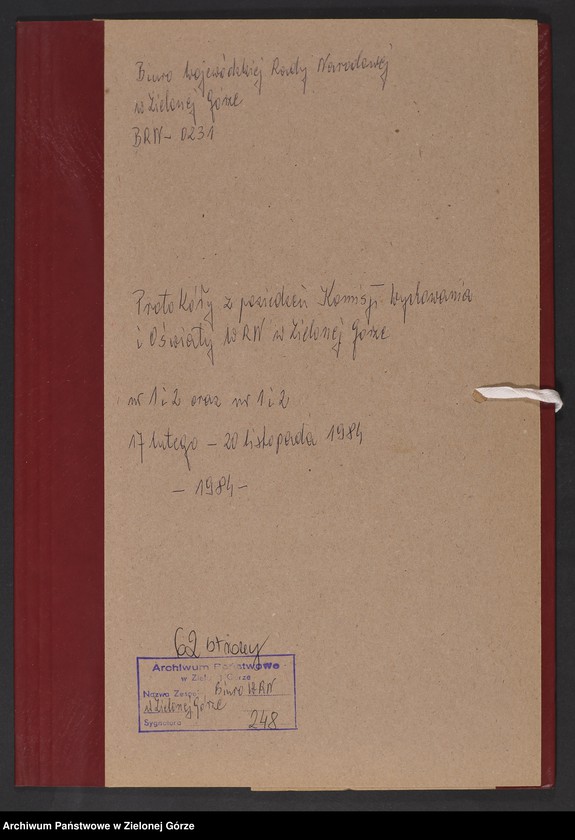 Biuro Wojewódzkiej Rady Narodowej
w Zielonej Górze
BRN - 0231
Protokóły z posiedzeń Komisji Wychowania
i Oświaty WRN w Zielonej Górze
nr 1 i 2 oraz nr 1 i 2
17 lutego - 20 listopada 1984
- 1984 -
62 strony
Archiwum Państwowe
w Zielonej Górze
Nazwa Zespołu Biuro WRN
w Zielonej Górze
Sygnatura 248
Archiwum Państwowe w Zielonej Górze